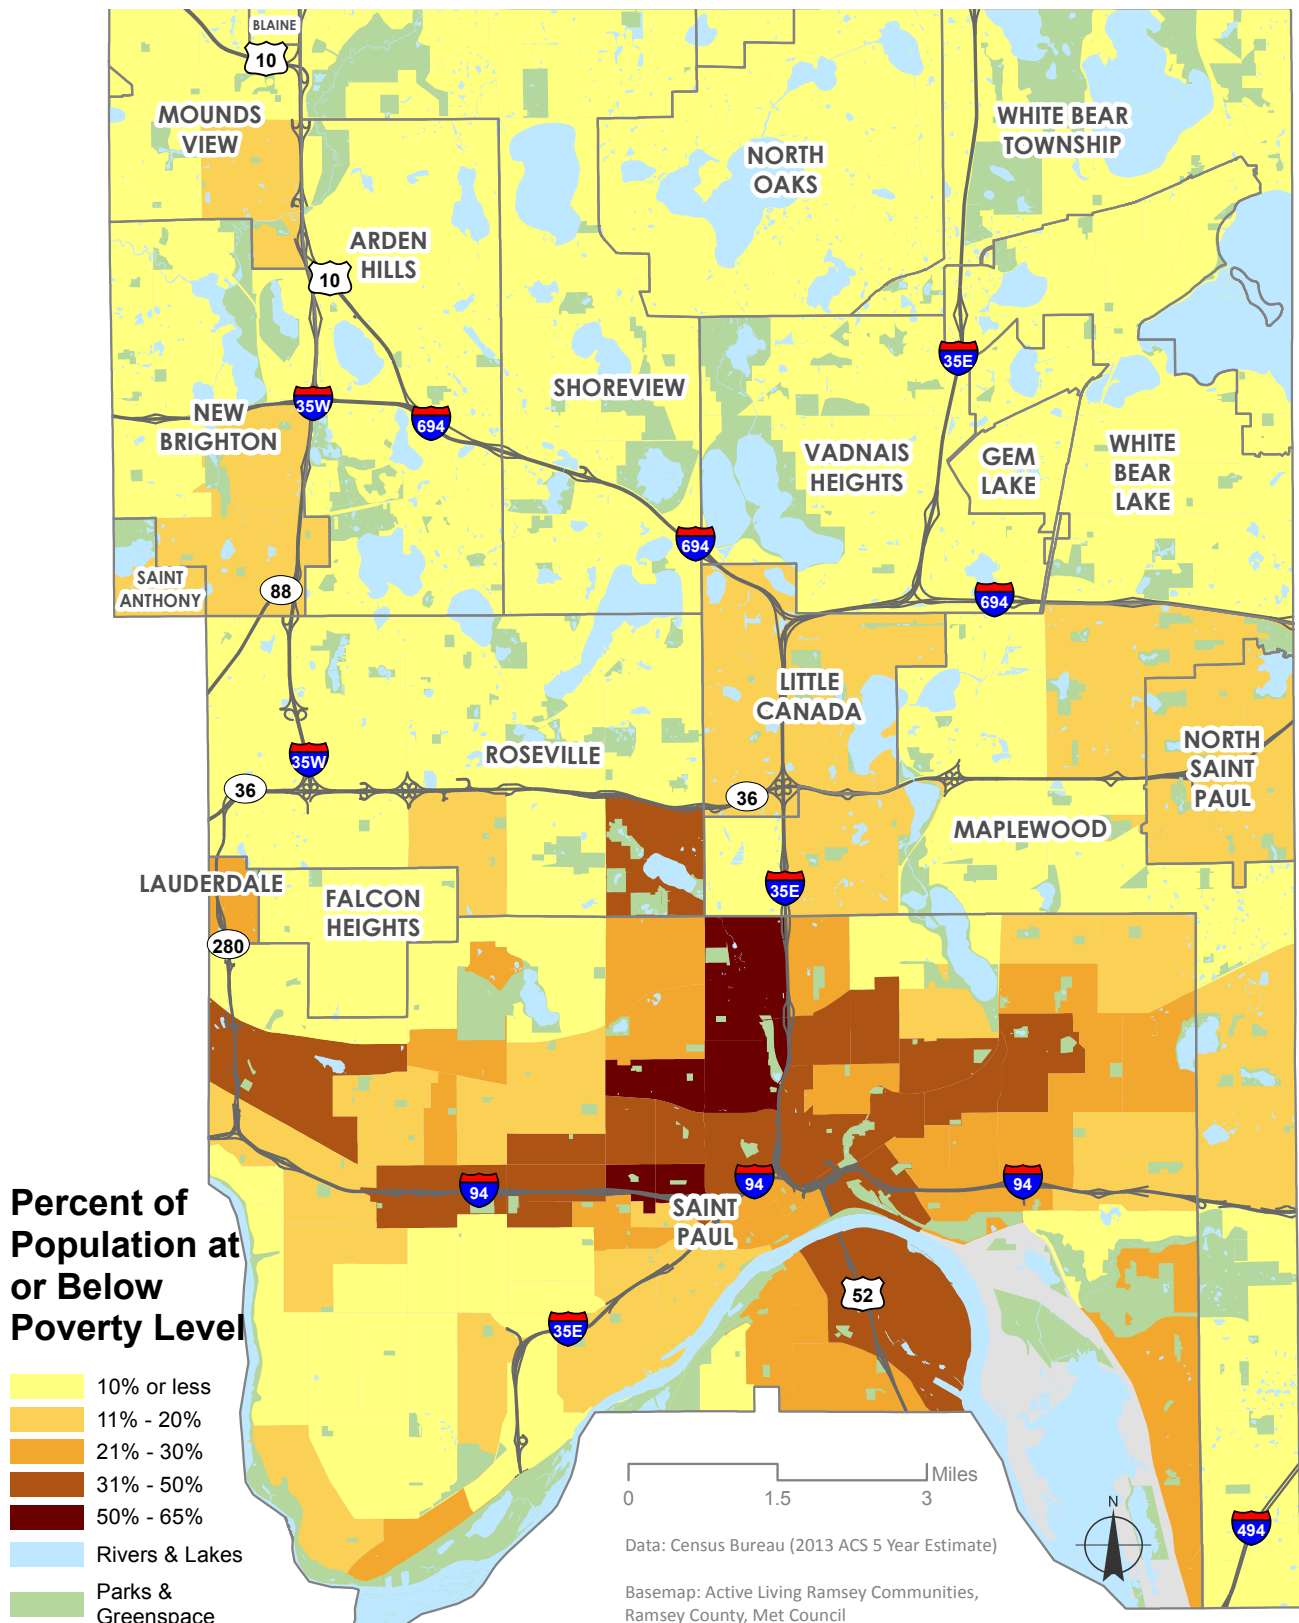 BLAINE
10
MOUNDS
VIEW
WHITE BEAR
TOWNSHIP
NORTH
OAKS
ARDEN
HILLS
10
35E
SHOREVIEW
35W
NEW
BRIGHTON
694
VADNAIS
HEIGHTS
GEM
LAKE
WHITE
BEAR
LAKE
694
SAINT
ANTHONY
88
694
LITTLE
CANADA
ROSEVILLE
35W
NORTH
SAINT
PAUL
36
36
MAPLEWOOD
LAUDERDALE
FALCON
HEIGHTS
35E
280
94
94
94
SAINT
PAUL
52
35E
Percent of
Population at
or Below
Poverty Level
10% or less
11% - 20%
21% - 30%
31% - 50%
50% - 65%
Rivers & Lakes
Parks &
Greenspace
Miles
0
1.5
3
N
494
Data: Census Bureau (2013 ACS 5 Year Estimate)
Basemap: Active Living Ramsey Communities,
Ramsey County, Met Council